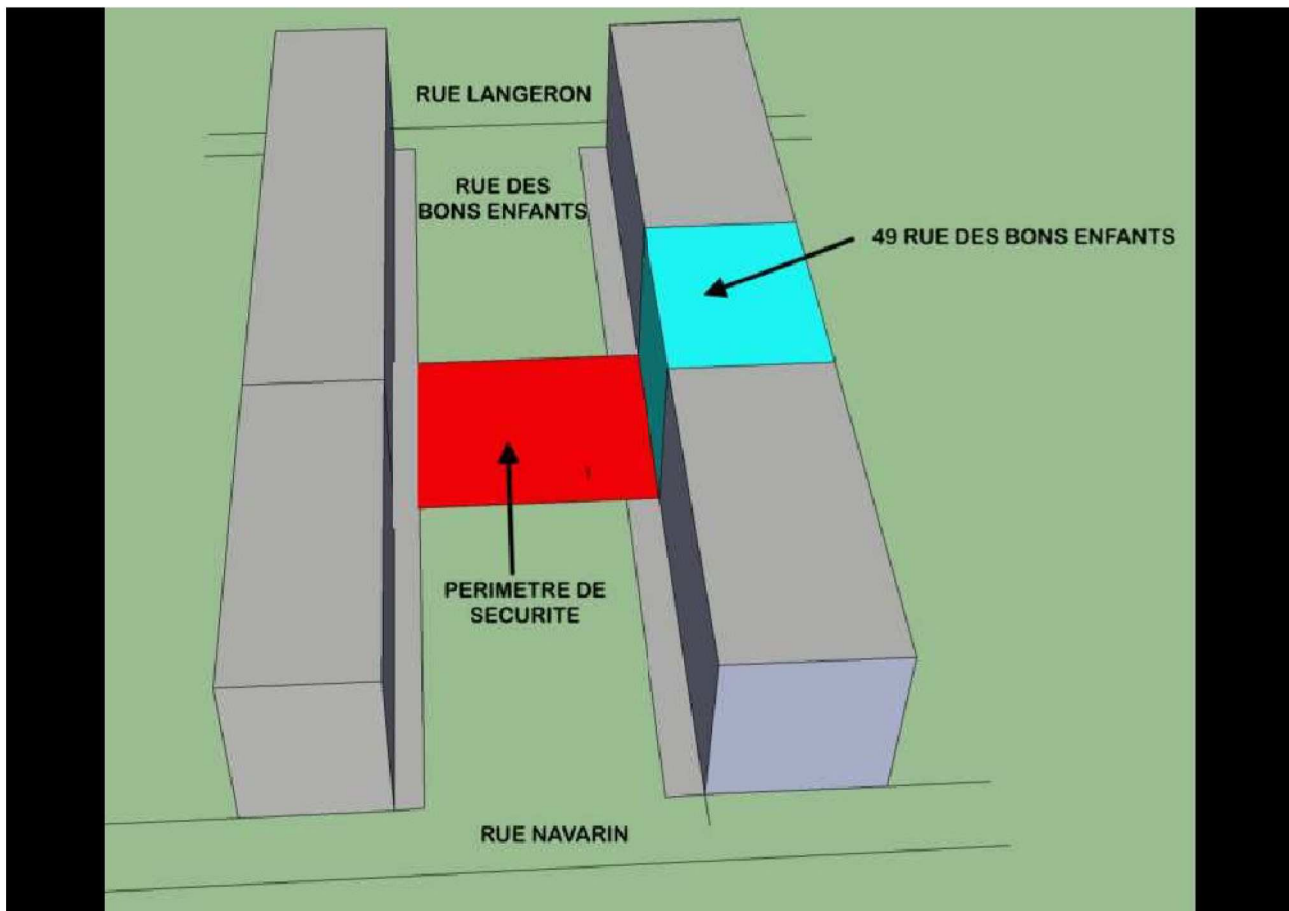 RUE LANGERON
RUE DES
BONS ENFANTS
49 RUE DES BONS ENFANTS
PERIMETRE DE
SECURITE
RUE NAVARIN